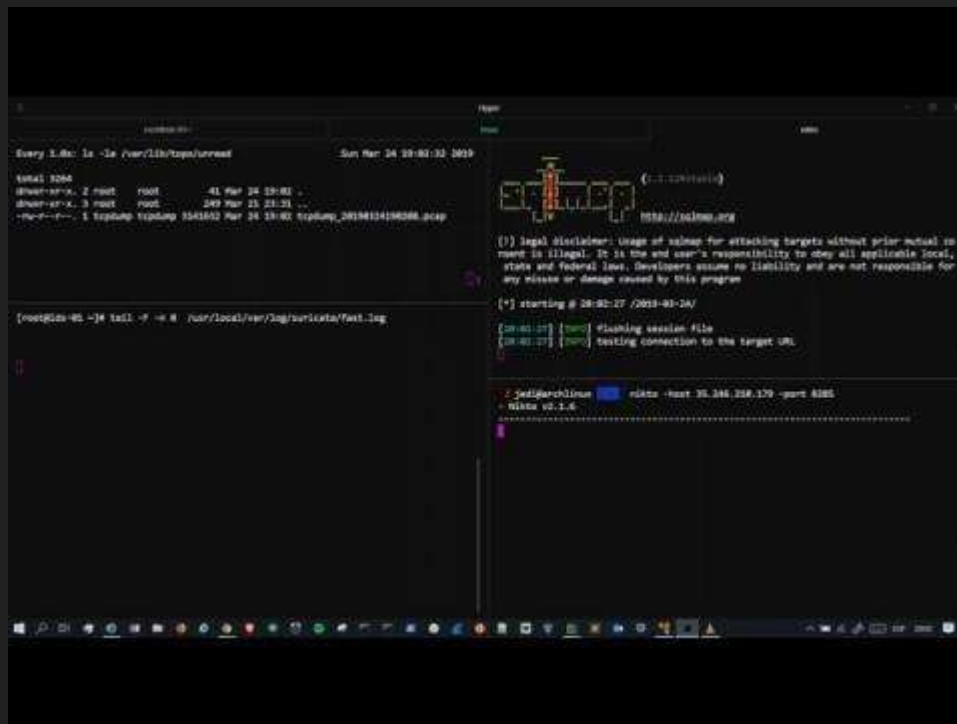 Hyper
Every 1.0s: ls -la /var/lib/tops/unread Sun Mar 24 19:02:32 2019
total 3264
drwxr-xr-x. 2 root root 41 Mar 24 19:02 .
drwxr-xr-x. 3 root root 249 Mar 23 23:31 ..
-rw-r--r--. 1 tcpdump tcpdump 3341632 Mar 24 19:02
[root@ids-01 ~]# tail -f -n 0 /usr/local/var/log/suricata/fast.log
http://sqlmap.org
[!] legal disclaimer: Usage of sqlmap for attacking targets without prior mutual co
nsent is illegal. It is the end user's responsibility to obey all applicable local,
state and federal laws. Developers assume no liability and are not responsible for
any misuse or damage caused by this program
[*] starting @ 20:02:27 /2019-03-24/
[20:02:27] [INFO] flushing session file
[20:02:27] [INFO] testing connection to the target URL
jedi@archlinux nikto -host 35.246.250.179 -port 8285
- Nikto v2.1.6